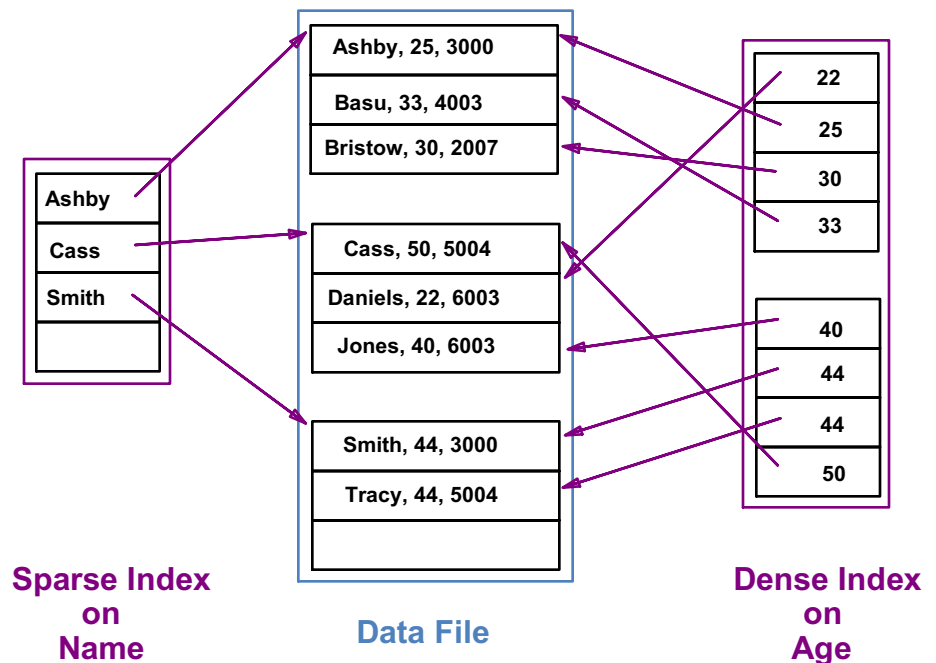 Ashby
Cass
Smith
Sparse Index
on
Name
Ashby, 25, 3000
Basu, 33, 4003
Bristow, 30, 2007
Cass, 50, 5004
Daniels, 22, 6003
Jones, 40, 6003
Smith, 44, 3000
Tracy, 44, 5004
Data File
22
25
30
33
40
44
44
50
Dense Index
on
Age